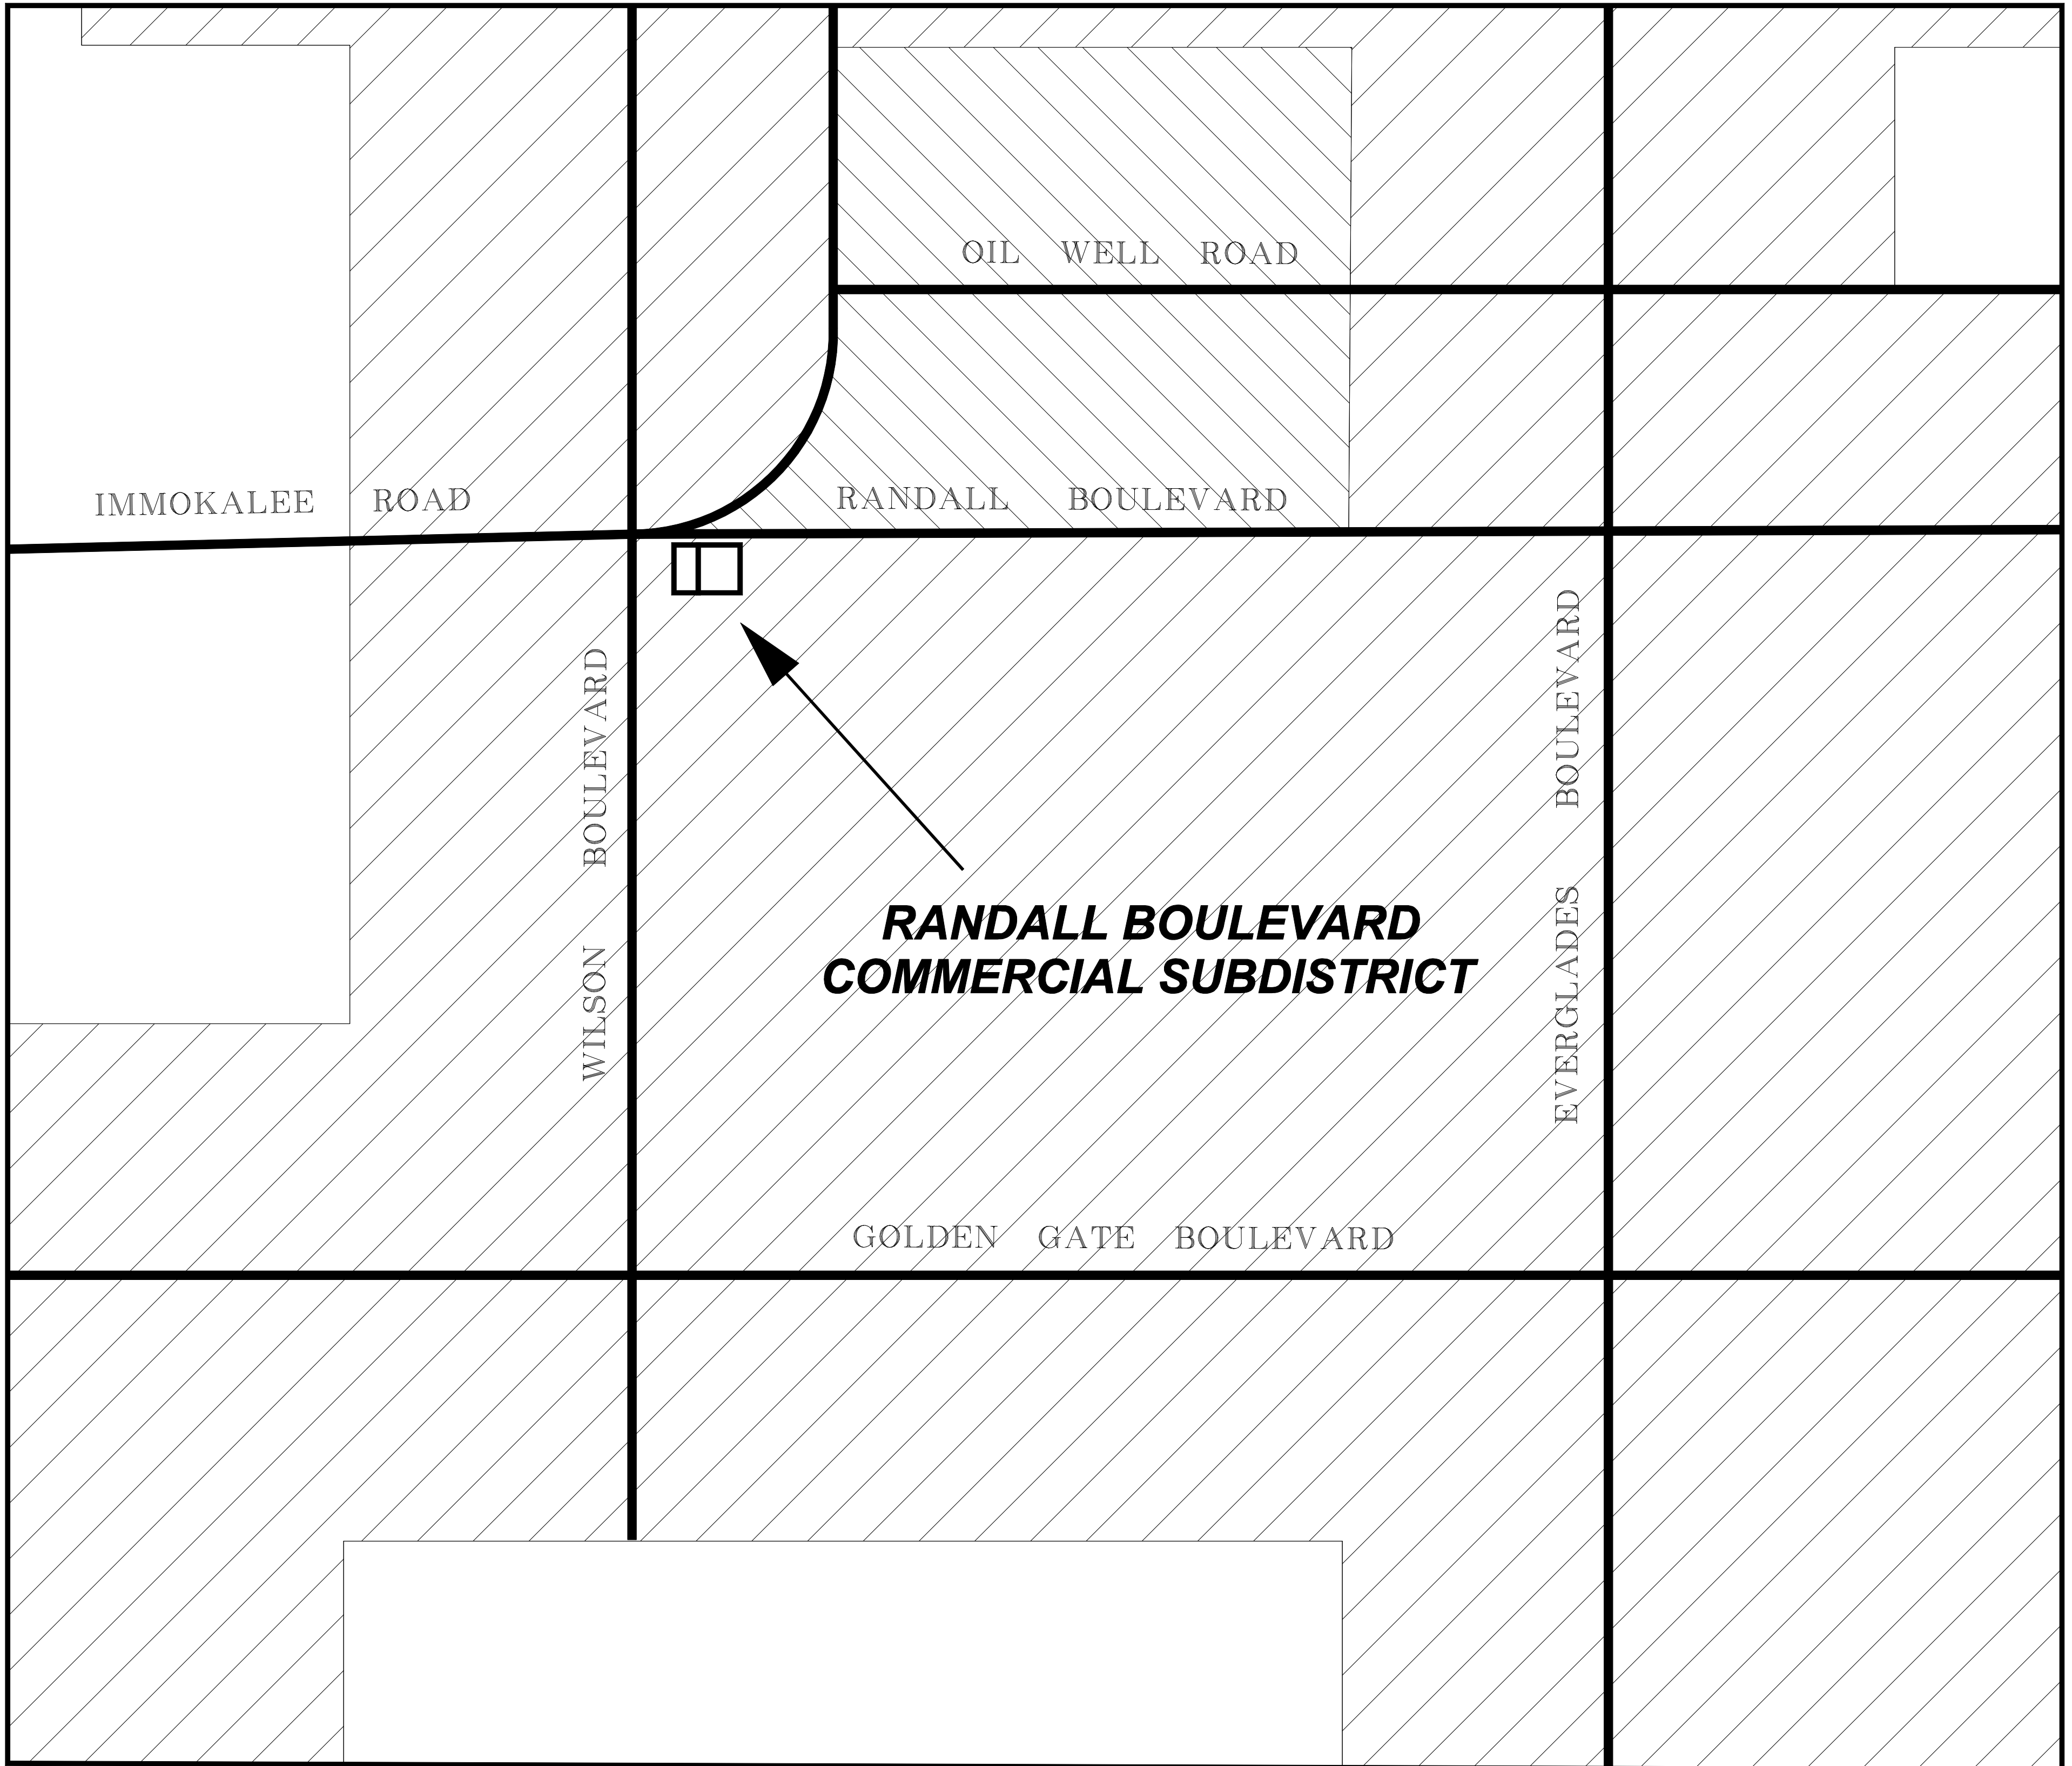 OIL WELL ROAD
IMMOKALEE ROAD
RANDALL BOULEVARD
WILSON BOULEVARD
EVERGLADES BOULEVARD
RANDALL BOULEVARD
COMMERCIAL SUBDISTRICT
GOLDEN GATE BOULEVARD